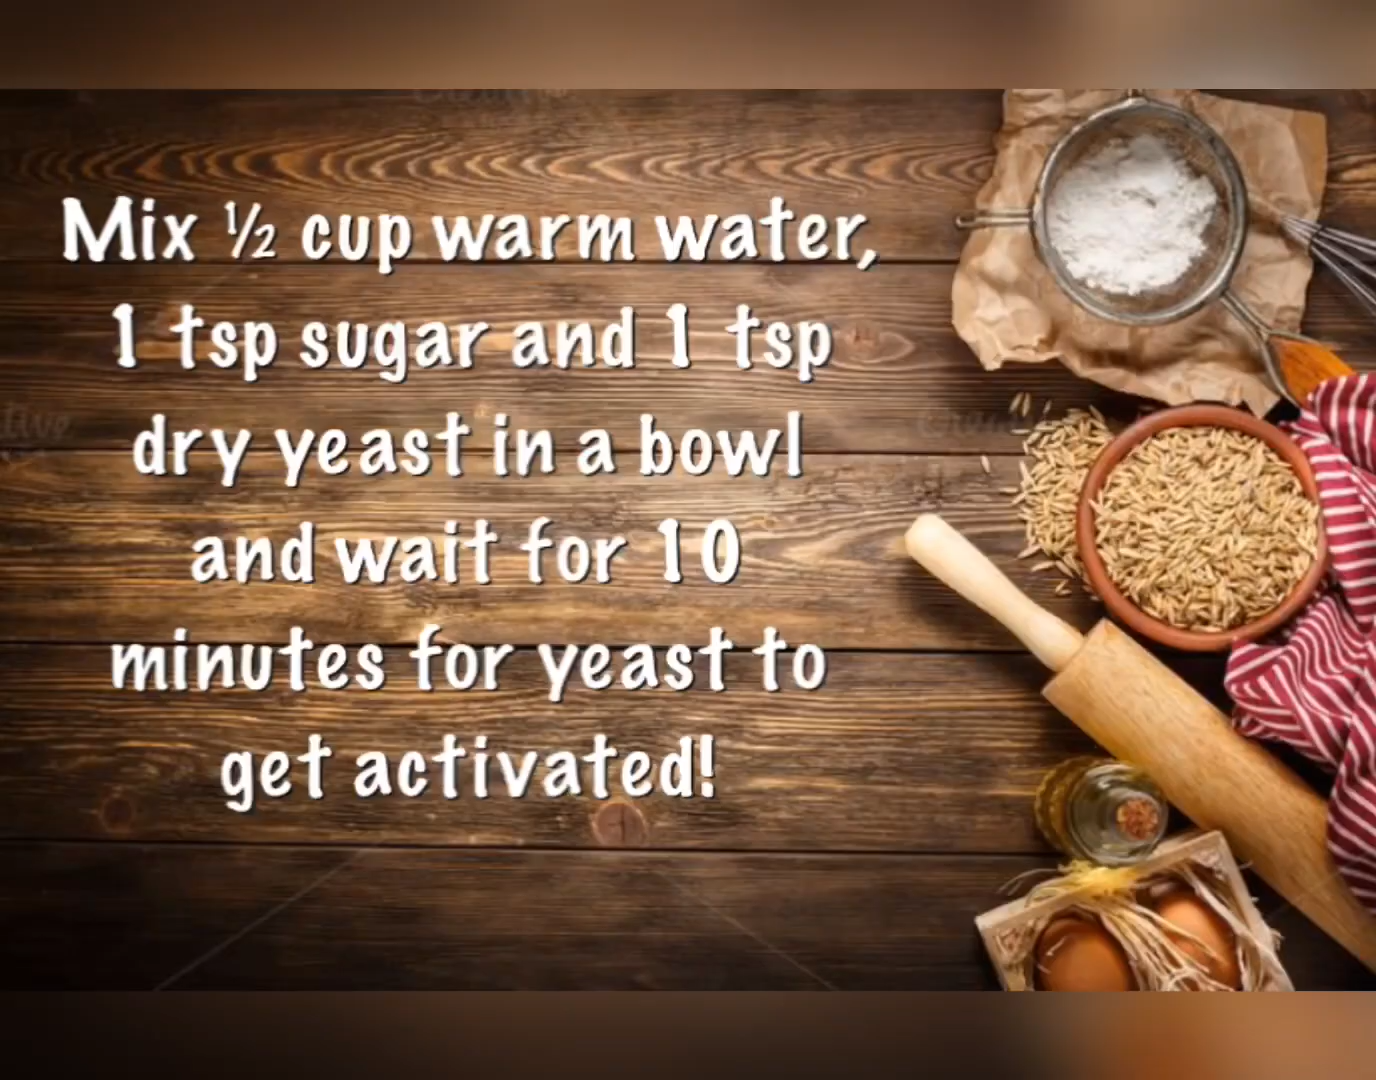 Mix ½ cup warm water,
1 tsp sugar and 1 tsp
dry yeast in a bowl
and wait for 10
minutes for yeast to
get activated!